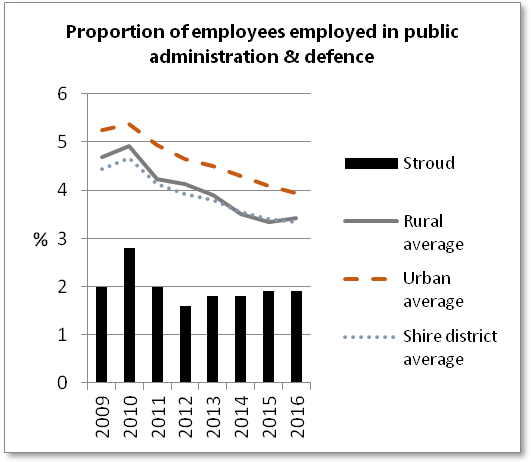 Proportion of employees employed in public
administration & defence
6
5
4
3
2
1
0
%
2009
2010
2011
2012
2013
2014
2015
2016
Stroud
Rural
average
Urban
average
Shire district
average